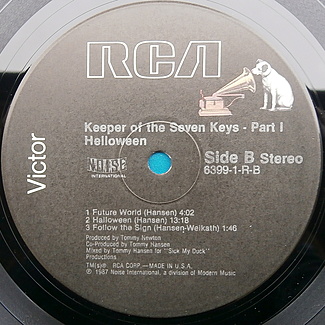 RCA
Victor
Keeper of the Seven Keys - Part I
Helloween
NOISE
INTERNATIONAL
Side B Stereo
6399-1-R-B
1 Future World (Hansen) 4:02
2 Halloween (Hansen) 13:18
3 Follow the Sign (Hansen-Weikath) 1:46
Produced by Tommy Newton
Co-Produced by Tommy Hansen
Mixed by Tommy Hansen for "Sick My Duck"
Productions
TM(s)® RCA CORP.—MADE IN U.S.A.
℗ 1987 Noise International, a division of Modern Music